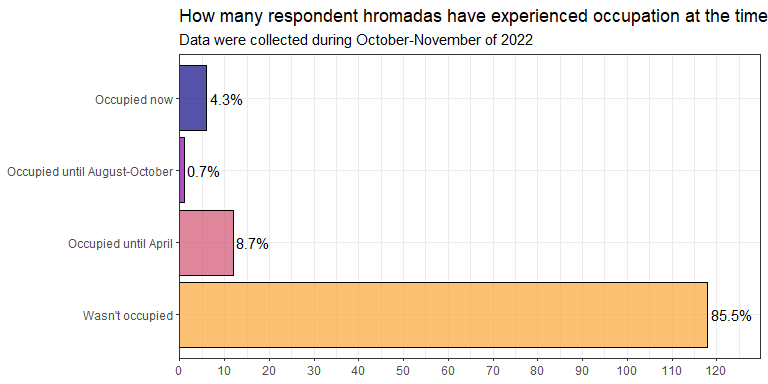 How many respondent hromadas have experienced occupation at the time
Data were collected during October-November of 2022
Occupied now
4.3%
Occupied until August-October
0.7%
Occupied until April
8.7%
Wasn't occupied
85.5%
0 10 20 30 40 50 60 70 80 90 100 110 120